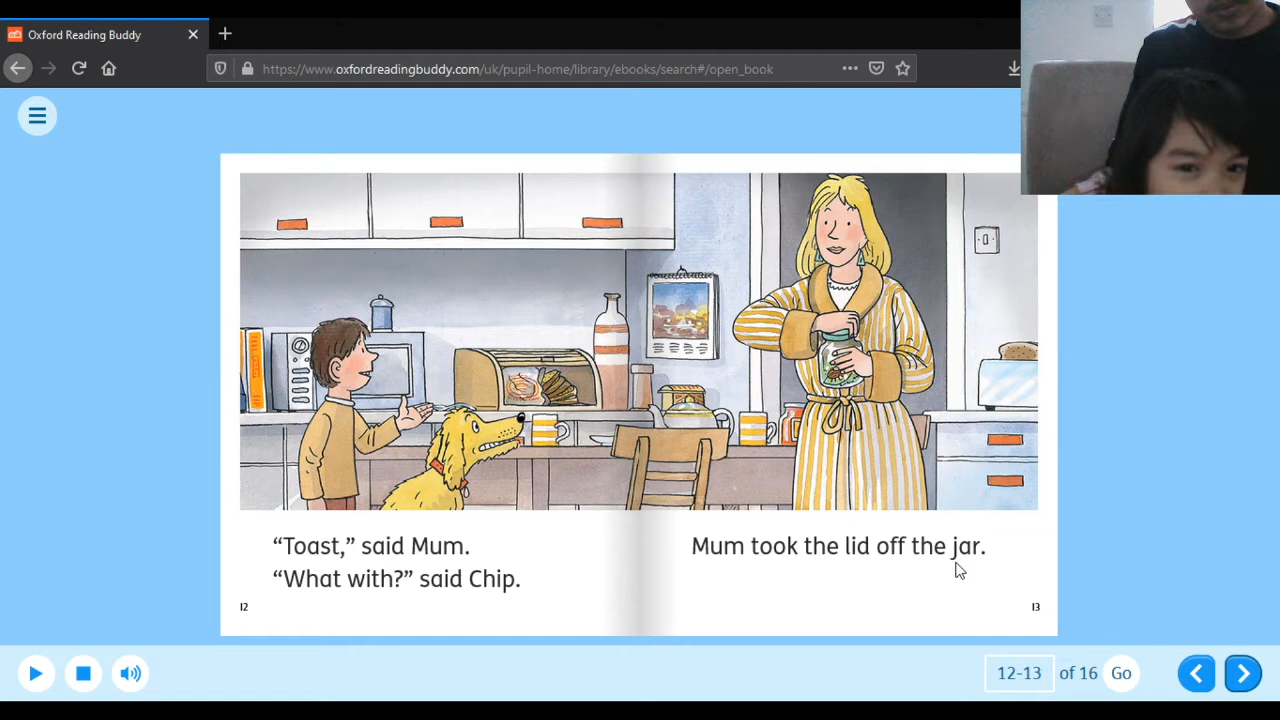 Oxford Reading Buddy
https://www.oxfordreadingbuddy.com/uk/pupil-home/library/ebooks/search#/open_book
“Toast,” said Mum.
“What with?” said Chip.
12
Mum took the lid off the jar.
13
12-13 of 16 Go